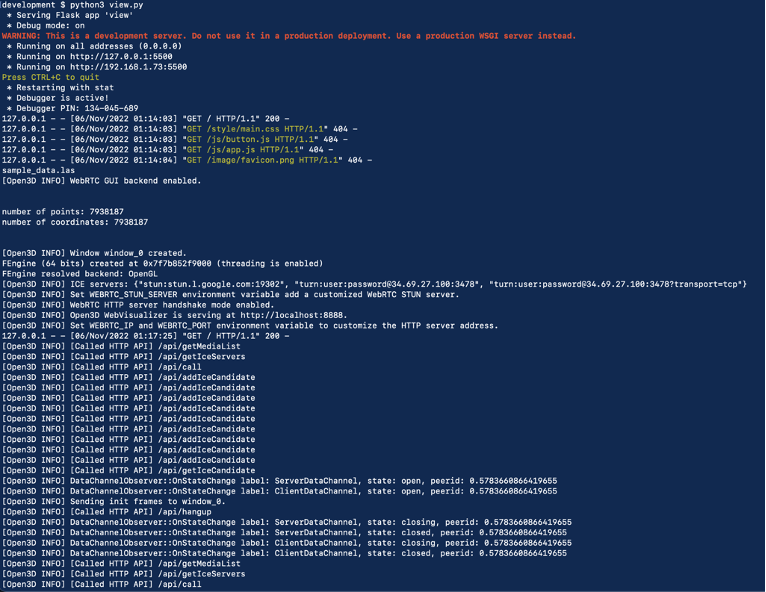 [development $ python3 view.py
* Serving Flask app 'view'
* Debug mode: on
WARNING: This is a development server. Do not use it in a production deployment. Use a production WSGI server instead.
* Running on all addresses (0.0.0.0)
* Running on http://127.0.0.1:5500
* Running on http://192.168.1.73:5500
Press CTRL+C to quit
* Restarting with stat
* Debugger is active!
* Debugger PIN: 134-045-689
127.0.0.1 - - [06/Nov/2022 01:14:03] "GET / HTTP/1.1" 200 -
127.0.0.1 - - [06/Nov/2022 01:14:03] "GET /style/main.css HTTP/1.1" 404 -
127.0.0.1 - - [06/Nov/2022 01:14:03] "GET /js/button.js HTTP/1.1" 404 -
127.0.0.1 - - [06/Nov/2022 01:14:03] "GET /js/app.js HTTP/1.1" 404 -
127.0.0.1 - - [06/Nov/2022 01:14:04] "GET /image/favicon.png HTTP/1.1" 404 -
sample_data.las
[Open3D INFO] WebRTC GUI backend enabled.
number of points: 7938187
number of coordinates: 7938187
[Open3D INFO] Window window_0 created.
FEngine (64 bits) created at 0x7f7b852f9000 (threading is enabled)
FEngine resolved backend: OpenGL
[Open3D INFO] ICE servers: {"stun:stun.l.google.com:19302", "turn:user:password@34.69.27.100:3478", "turn:user:password@34.69.27.100:3478?transport=tcp"}
[Open3D INFO] Set WEBRTC_STUN_SERVER environment variable add a customized WebRTC STUN server.
[Open3D INFO] WebRTC HTTP server handshake mode enabled.
[Open3D INFO] Open3D WebVisualizer is serving at http://localhost:8888.
[Open3D INFO] Set WEBRTC_IP and WEBRTC_PORT environment variable to customize the HTTP server address.
127.0.0.1 - - [06/Nov/2022 01:17:25] "GET / HTTP/1.1" 200 -
[Open3D INFO] [Called HTTP API] /api/getMediaList
[Open3D INFO] [Called HTTP API] /api/getIceServers
[Open3D INFO] [Called HTTP API] /api/call
[Open3D INFO] [Called HTTP API] /api/addIceCandidate
[Open3D INFO] [Called HTTP API] /api/addIceCandidate
[Open3D INFO] [Called HTTP API] /api/addIceCandidate
[Open3D INFO] [Called HTTP API] /api/addIceCandidate
[Open3D INFO] [Called HTTP API] /api/addIceCandidate
[Open3D INFO] [Called HTTP API] /api/addIceCandidate
[Open3D INFO] [Called HTTP API] /api/addIceCandidate
[Open3D INFO] [Called HTTP API] /api/addIceCandidate
[Open3D INFO] [Called HTTP API] /api/addIceCandidate
[Open3D INFO] [Called HTTP API] /api/getIceCandidate
[Open3D INFO] DataChannelObserver::OnStateChange label: ServerDataChannel, state: open, peerid: 0.5783660866419655
[Open3D INFO] DataChannelObserver::OnStateChange label: ClientDataChannel, state: open, peerid: 0.5783660866419655
[Open3D INFO] Sending init frames to window_0.
[Open3D INFO] [Called HTTP API] /api/hangup
[Open3D INFO] DataChannelObserver::OnStateChange label: ServerDataChannel, state: closing, peerid: 0.5783660866419655
[Open3D INFO] DataChannelObserver::OnStateChange label: ServerDataChannel, state: closed, peerid: 0.5783660866419655
[Open3D INFO] DataChannelObserver::OnStateChange label: ClientDataChannel, state: closing, peerid: 0.5783660866419655
[Open3D INFO] DataChannelObserver::OnStateChange label: ClientDataChannel, state: closed, peerid: 0.5783660866419655
[Open3D INFO] [Called HTTP API] /api/getMediaList
[Open3D INFO] [Called HTTP API] /api/getIceServers
[Open3D INFO] [Called HTTP API] /api/call